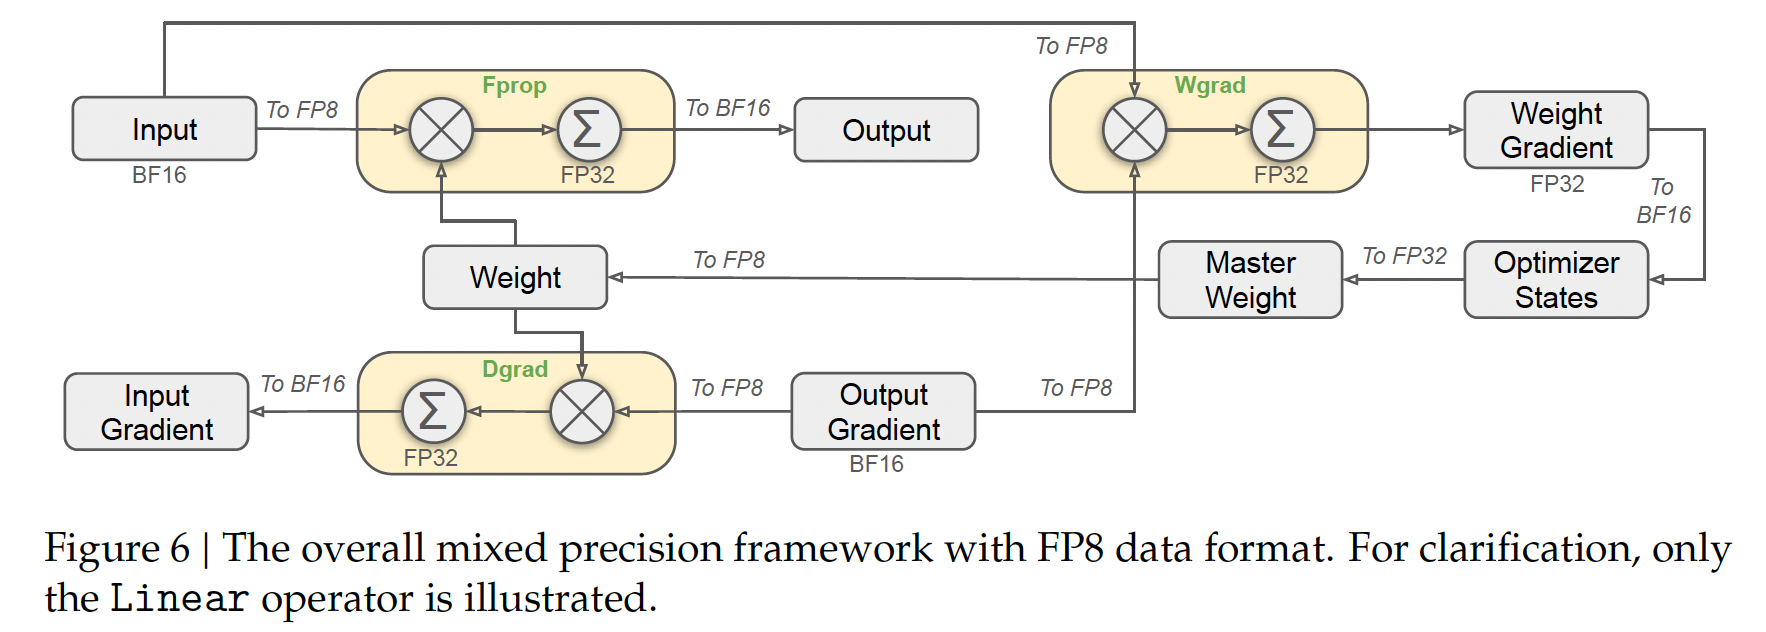 To FP8
Fprop
Wgrad
Input
To FP8
Σ
To BF16
Output
Σ
Weight
Gradient
BF16
FP32
FP32
FP32
To
BF16
Weight
To FP8
Master
Weight
To FP32
Optimizer
States
Dgrad
Input
Gradient
To BF16
Σ
To FP8
Output
Gradient
To FP8
FP32
BF16
Figure 6 | The overall mixed precision framework with FP8 data format. For clarification, only
the Linear operator is illustrated.